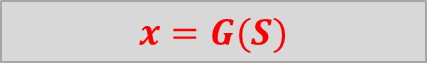 x = G(S)